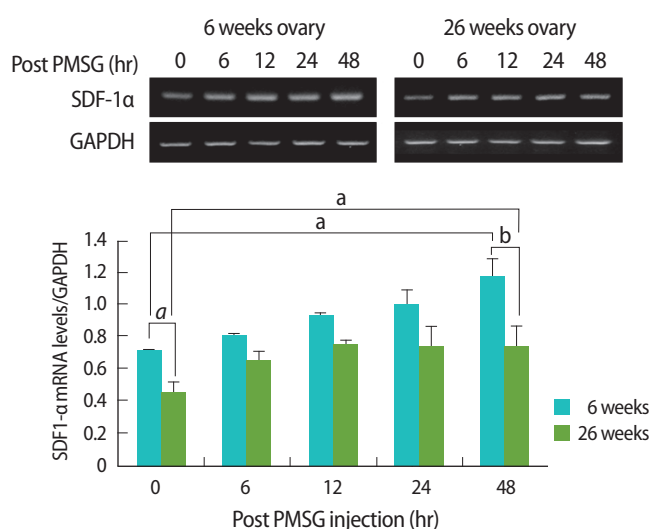 6 weeks ovary 26 weeks ovary
Post PMSG (hr) 0 6 12 24 48 0 6 12 24 48
SDF-1α
GAPDH
a
a
b
a
SDF1-α mRNA levels/GAPDH
1.4
1.2
1.0
0.8
0.6
0.4
0.2
0
0 6 12 24 48
Post PMSG injection (hr)
6 weeks
26 weeks